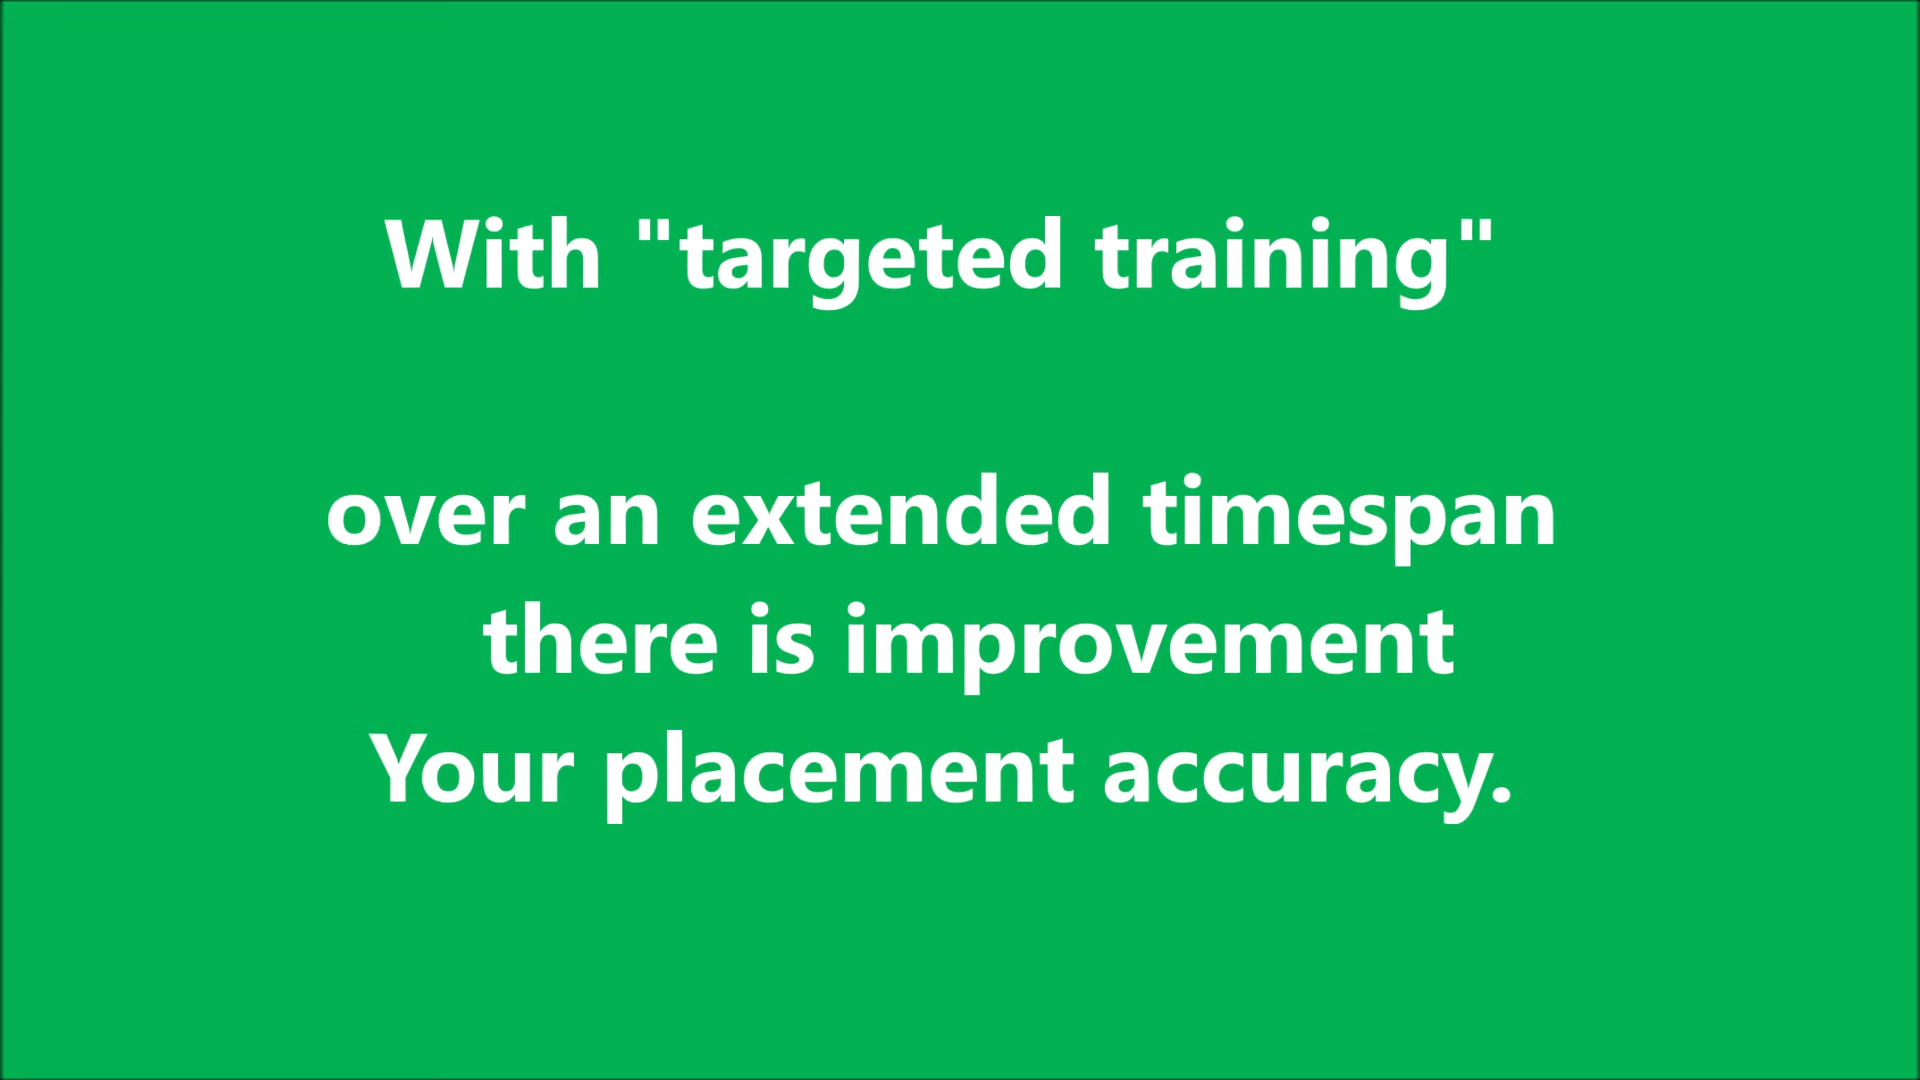 With "targeted training"
over an extended timespan
there is improvement
Your placement accuracy.